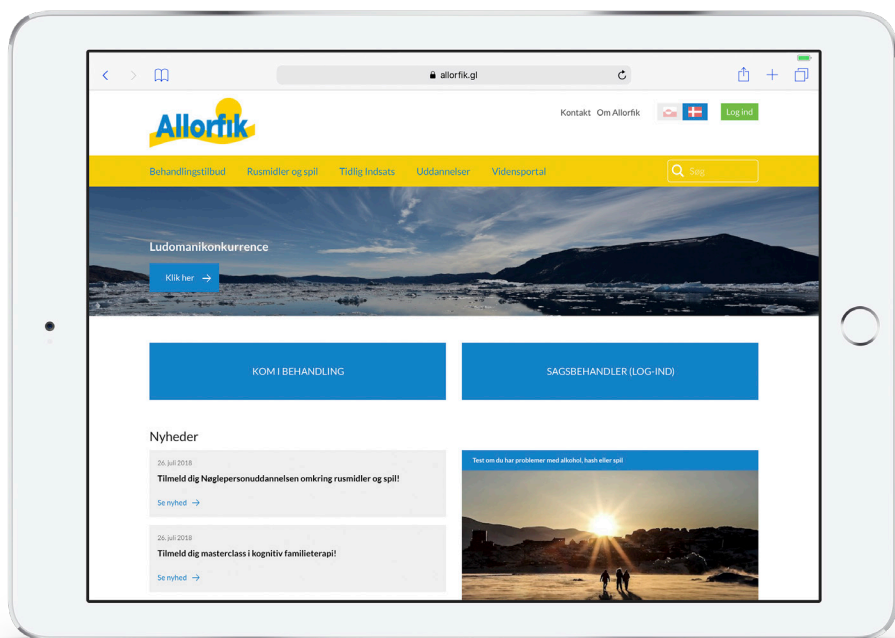 allorfik.gl
Allorfik
Kontakt Om Allorfik
Log ind
Behandlingstilbud Rusmidler og spil Tidlig Indsats Uddannelser Vidensportal
Søg
Ludomanikonkurrence
Klik her →
KOM I BEHANDLING
SAGSBEHANDLER (LOG-IND)
Nyheder
26. juli 2018
Tilmeld dig Nøglepersonuddannelsen omkring rusmidler og spil!
Se nyhed →
Test om du har problemer med alkohol, hash eller spil
26. juli 2018
Tilmeld dig masterclass i kognitiv familieterapi!
Se nyhed →